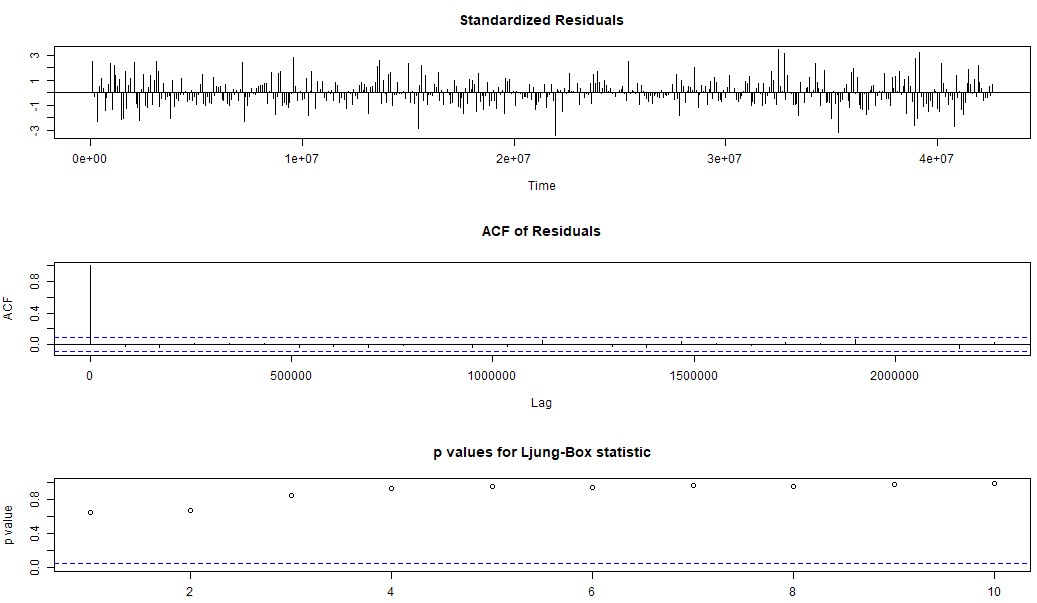 Standardized Residuals
3
1
-1
-3
0e+00 1e+07 2e+07 3e+07 4e+07
Time
ACF of Residuals
ACF
0.8
0.4
0.0
0 500000 1000000 1500000 2000000
Lag
p values for Ljung-Box statistic
p value
0.8
0.4
0.0
2 4 6 8 10